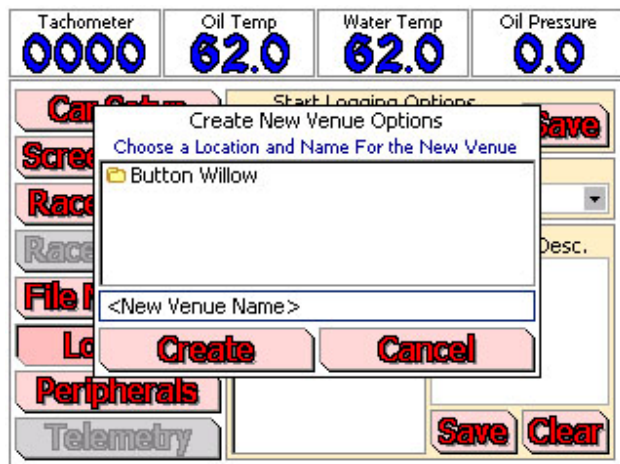 Tachometer
Oil Temp
Water Temp
Oil Pressure
0000
62.0
62.0
0.0
Start Logging Options
Save
Create New Venue Options
Choose a Location and Name For the New Venue
Button Willow
Desc.
<New Venue Name>
Create
Cancel
Peripherals
Telemetry
Save
Clear